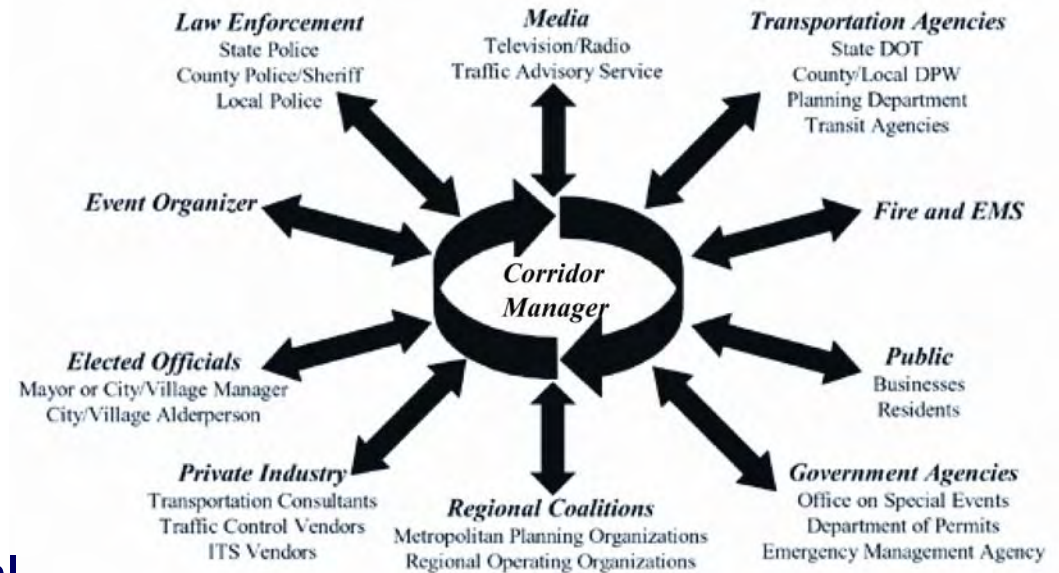 Law Enforcement
State Police
County Police/Sheriff
Local Police
Media
Television/Radio
Traffic Advisory Service
Transportation Agencies
State DOT
County/Local DPW
Planning Department
Transit Agencies
Event Organizer
Fire and EMS
Corridor
Manager
Elected Officials
Mayor or City/Village Manager
City/Village Alderperson
Public
Businesses
Residents
Private Industry
Transportation Consultants
Traffic Control Vendors
ITS Vendors
Regional Coalitions
Metropolitan Planning Organizations
Regional Operating Organizations
Government Agencies
Office on Special Events
Department of Permits
Emergency Management Agency